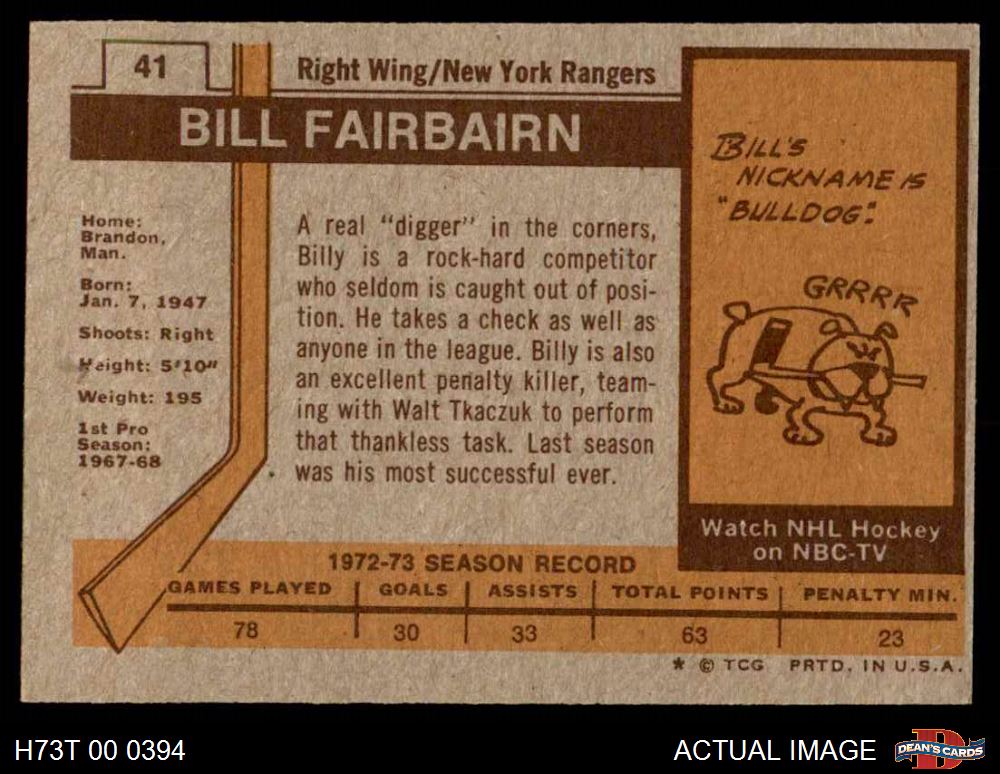 41
Right Wing/New York Rangers
BILL FAIRBAIRN
Home:
Brandon,
Man.
Born:
Jan. 7, 1947
Shoots: Right
Height: 5'10"
Weight: 195
1st Pro
Season:
1967-68
A real "digger" in the corners,
Billy is a rock-hard competitor
who seldom is caught out of posi-
tion. He takes a check as well as
anyone in the league. Billy is also
an excellent penalty killer, team-
ing with Walt Tkaczuk to perform
that thankless task. Last season
was his most successful ever.
BILL'S
NICKNAME IS
"BULLDOG".
GRRRR
Watch NHL Hockey
on NBC-TV
1972-73 SEASON RECORD
GAMES PLAYED GOALS ASSISTS TOTAL POINTS PENALTY MIN.
78 30 33 63 23
* © TCG PRTD. IN U.S.A.
H73T 00 0394
ACTUAL IMAGE
D
DEAN'S CARDS